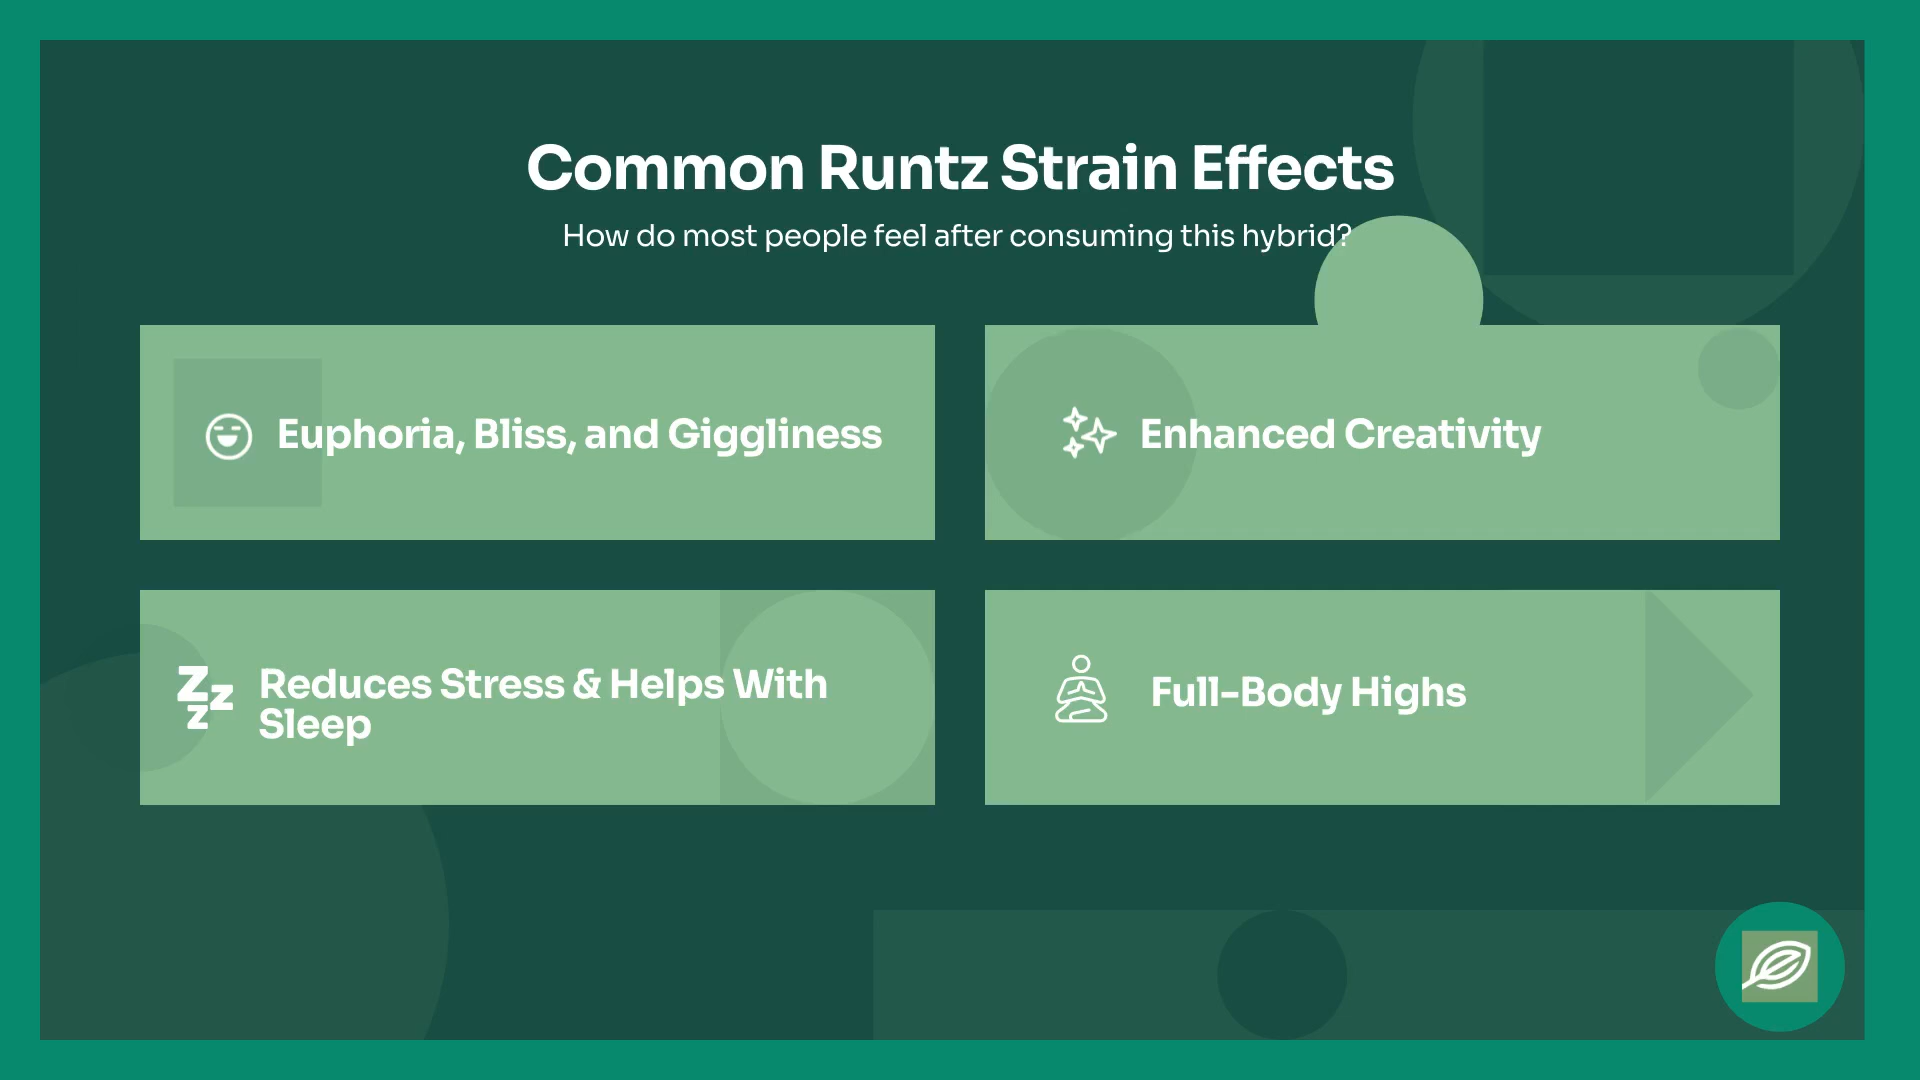 Common Runtz Strain Effects
How do most people feel after consuming this hybrid?
Euphoria, Bliss, and Giggliness
Enhanced Creativity
Zzz
Reduces Stress & Helps With
Sleep
Full-Body Highs